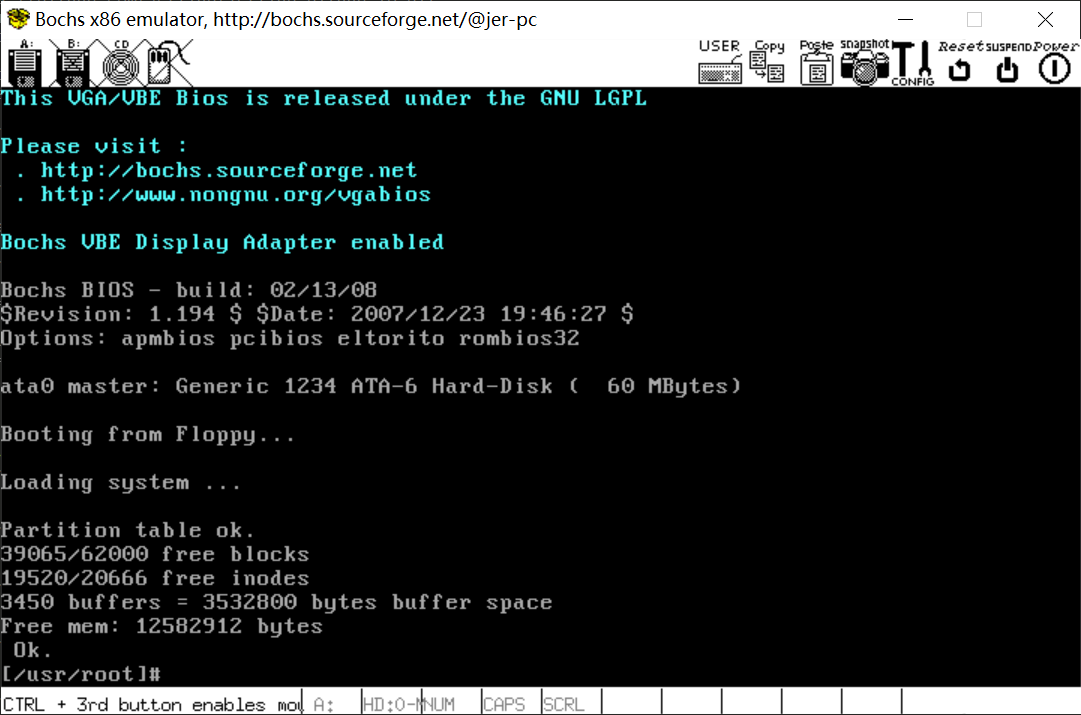 Bochs x86 emulator, http://bochs.sourceforge.net/@jer-pc
A: B: CD USER Copy Paste snapshot CONFIG Reset SUSPEND Power
This VGA/VBE Bios is released under the GNU LGPL
Please visit :
. http://bochs.sourceforge.net
. http://www.nongnu.org/vgabios
Bochs VBE Display Adapter enabled
Bochs BIOS - build: 02/13/08
$Revision: 1.194 $ $Date: 2007/12/23 19:46:27 $
Options: apmbios pcibios eltorito rombios32
ata0 master: Generic 1234 ATA-6 Hard-Disk (  60 MBytes)
Booting from Floppy...
Loading system ...
Partition table ok.
39065/62000 free blocks
19520/20666 free inodes
3450 buffers = 3532800 bytes buffer space
Free mem: 12582912 bytes
Ok.
[/usr/root]#
CTRL + 3rd button enables mou A: HD:0-M NUM CAPS SCRL